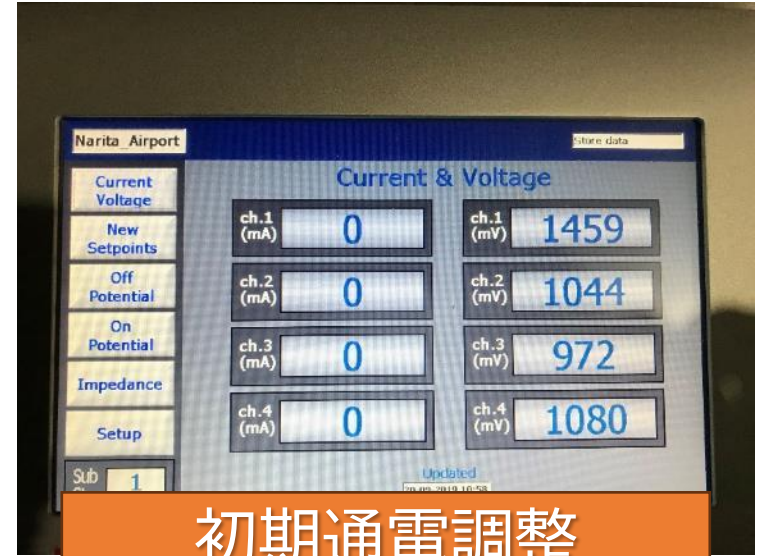 Narita_Airport
Store data
Current & Voltage
Current
Voltage
New
Setpoints
Off
Potential
On
Potential
Impedance
Setup
Sub
1
ch.1
(mA)
0
ch.1
(mV)
1459
ch.2
(mA)
0
ch.2
(mV)
1044
ch.3
(mA)
0
ch.3
(mV)
972
ch.4
(mA)
0
ch.4
(mV)
1080
Updated
初期通電調整